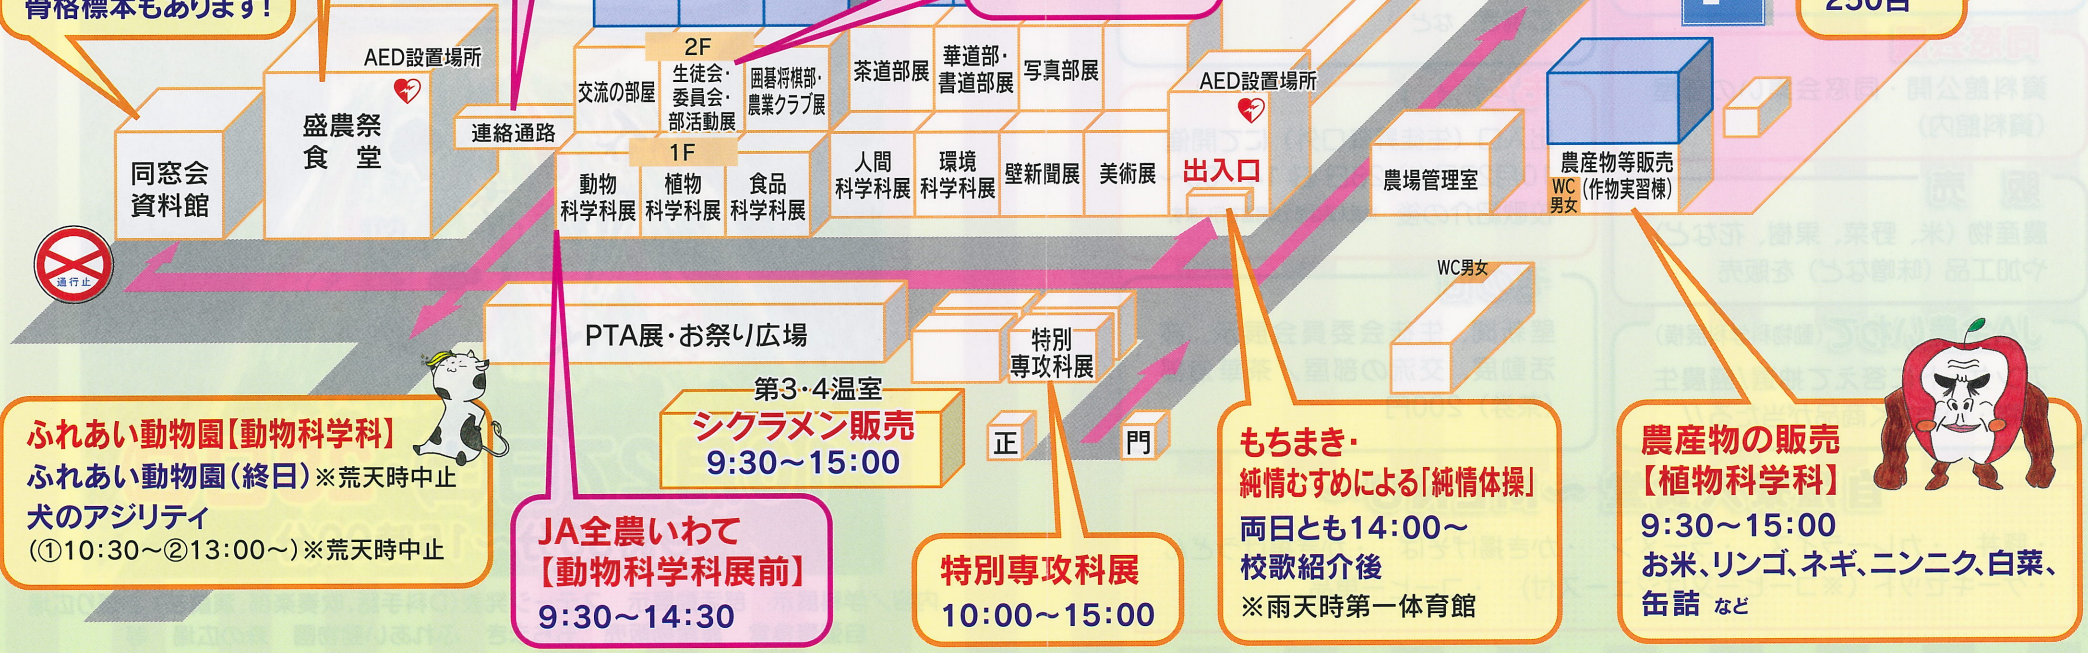 骨格標本もあります!
250台
AED設置場所
盛農祭
食　堂
同窓会
資料館
連絡通路
通行止
2F
交流の部屋
生徒会・
委員会・
部活動展
囲碁将棋部・
農業クラブ展
茶道部展
華道部・
書道部展
写真部展
AED設置場所
1F
動物
科学科展
植物
科学科展
食品
科学科展
人間
科学科展
環境
科学科展
壁新聞展
美術展
出入口
農場管理室
農産物等販売
(作物実習棟)
WC
男女
WC男女
PTA展・お祭り広場
特別
専攻科展
第3・4温室
シクラメン販売
9:30〜15:00
正
門
ふれあい動物園【動物科学科】
ふれあい動物園(終日)※荒天時中止
犬のアジリティ
(①10:30〜②13:00〜)※荒天時中止
JA全農いわて
【動物科学科展前】
9:30〜14:30
特別専攻科展
10:00〜15:00
もちまき・
純情むすめによる「純情体操」
両日とも14:00〜
校歌紹介後
※雨天時第一体育館
農産物の販売
【植物科学科】
9:30〜15:00
お米、リンゴ、ネギ、ニンニク、白菜、
缶詰 など